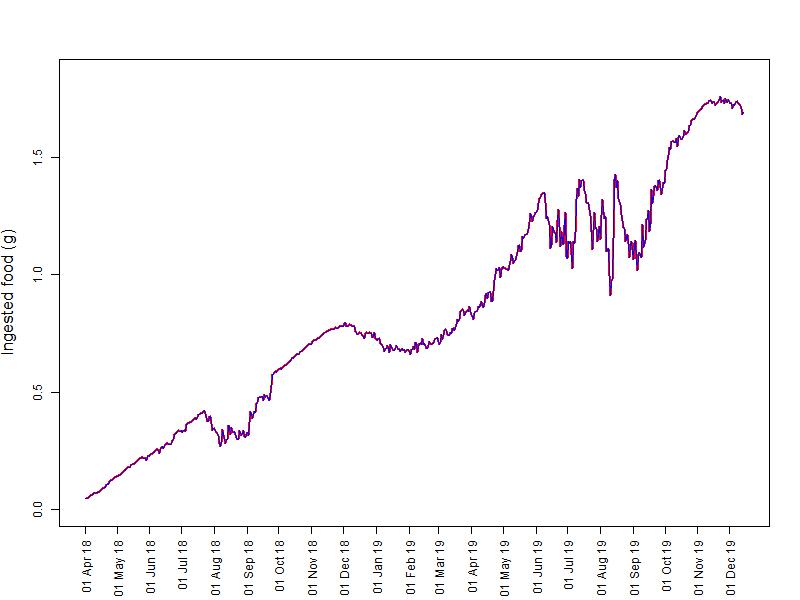 Ingested food (g)
1.5
1.0
0.5
0.0
01 Apr 18
01 May 18
01 Jun 18
01 Jul 18
01 Aug 18
01 Sep 18
01 Oct 18
01 Nov 18
01 Dec 18
01 Jan 19
01 Feb 19
01 Mar 19
01 Apr 19
01 May 19
01 Jun 19
01 Jul 19
01 Aug 19
01 Sep 19
01 Oct 19
01 Nov 19
01 Dec 19